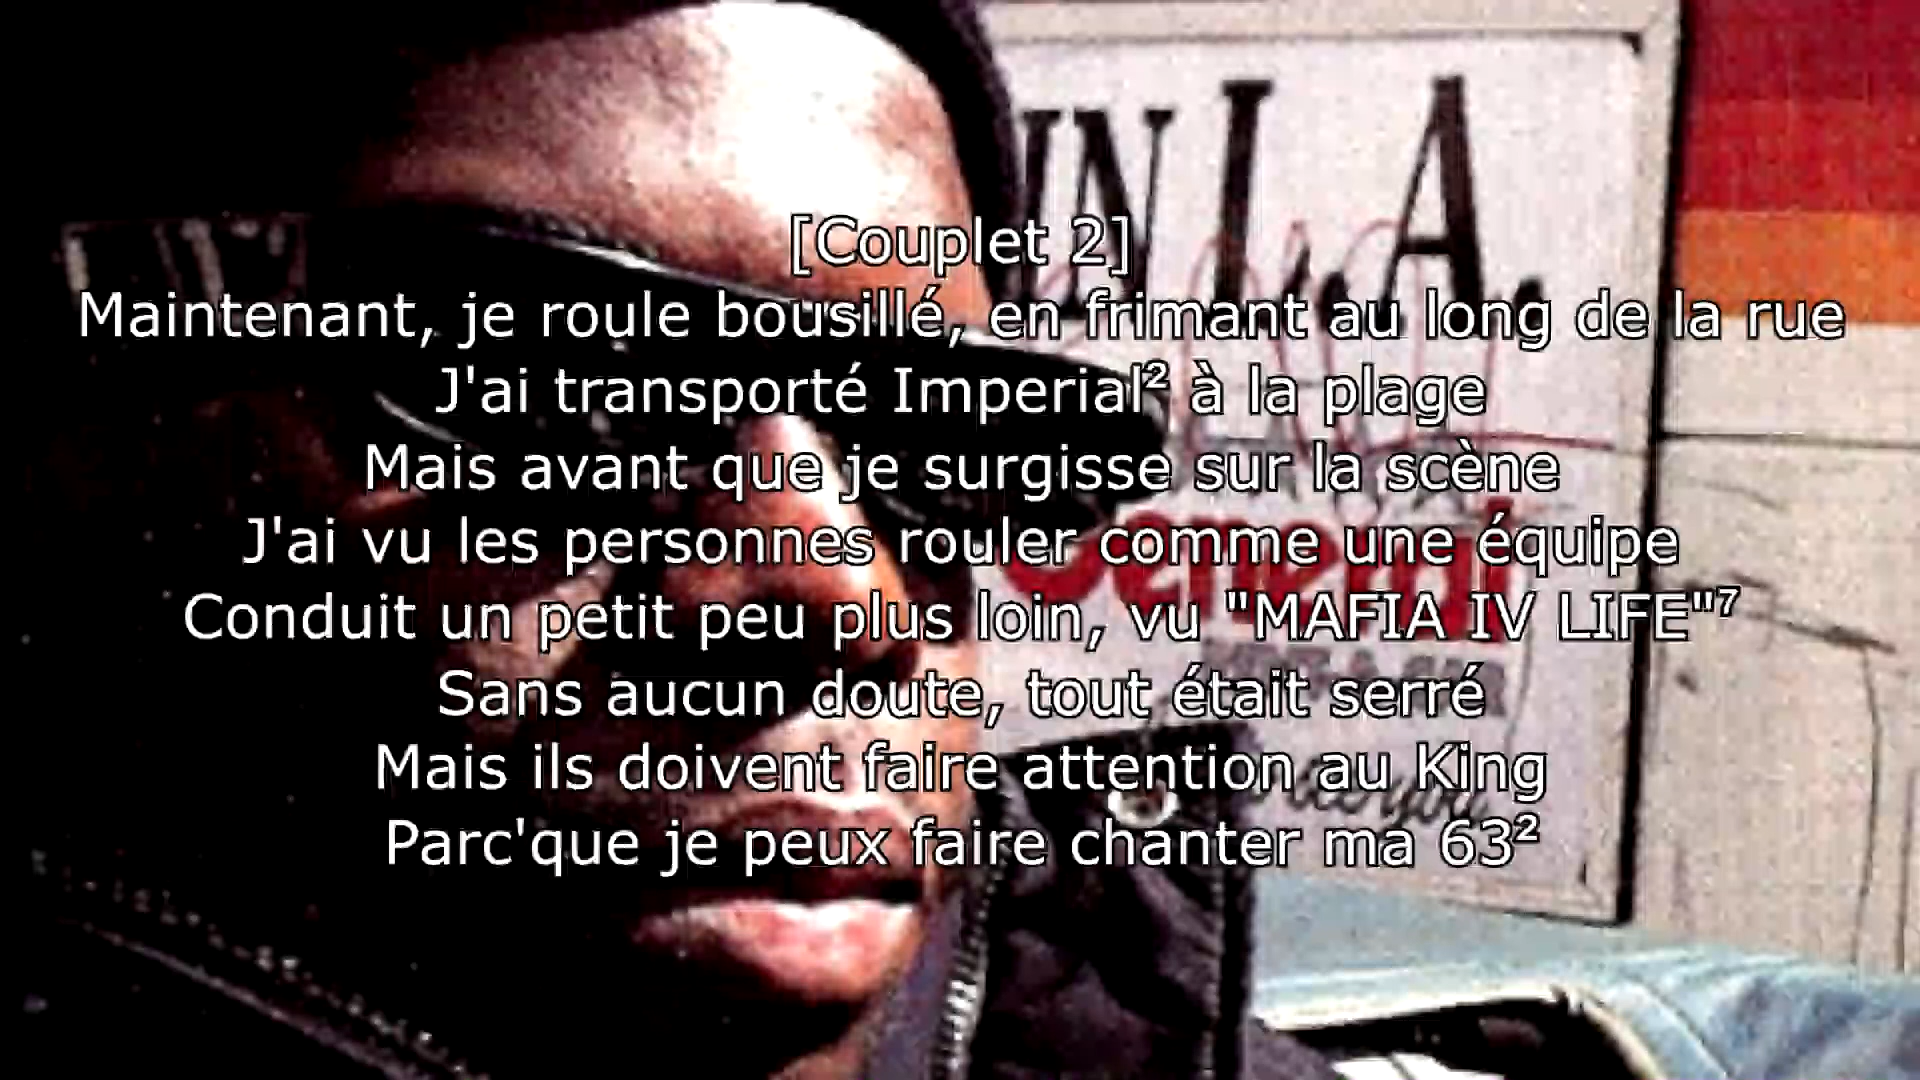 IN L.A.
[Couplet 2]
Maintenant, je roule bousillé, en frimant au long de la rue
J'ai transporté Imperial² à la plage
Mais avant que je surgisse sur la scène
J'ai vu les personnes rouler comme une équipe
Conduit un petit peu plus loin, vu "MAFIA IV LIFE"⁷
Sans aucun doute, tout était serré
Mais ils doivent faire attention au King
Parc'que je peux faire chanter ma 63²